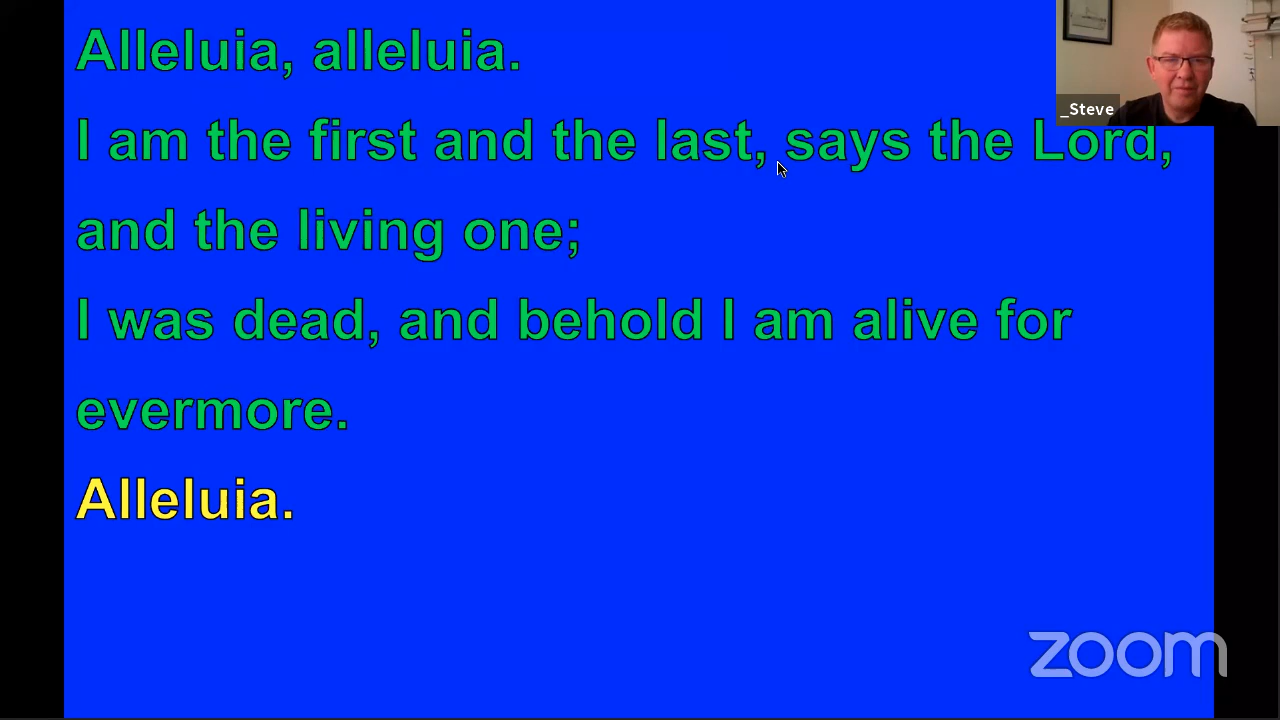 Alleluia, alleluia.
_Steve
I am the first and the last, says the Lord,
and the living one;
I was dead, and behold I am alive for
evermore.
Alleluia.
zoom